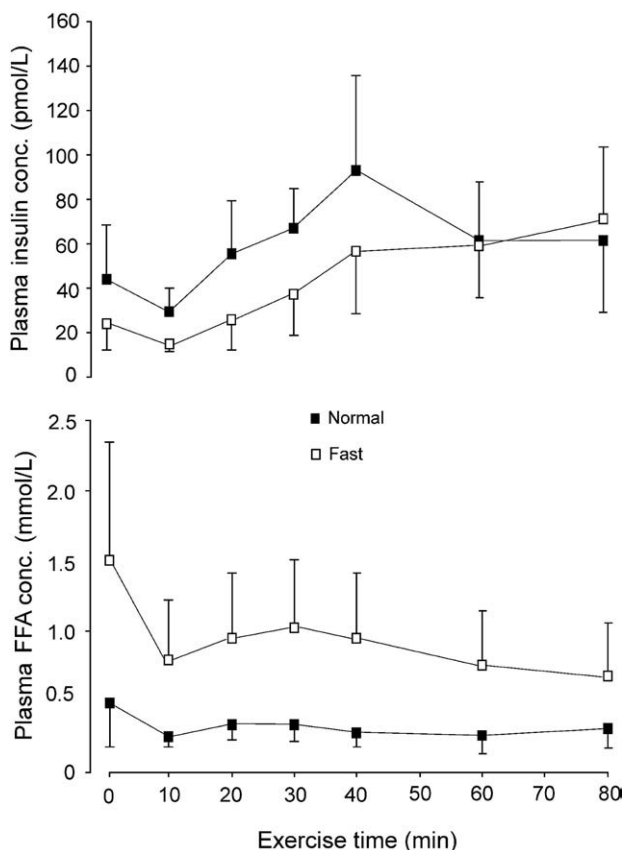 160
140
120
100
80
60
40
20
0
Plasma insulin conc. (pmol/L)
2.5
2.0
1.5
1.0
0.5
0
Plasma FFA conc. (mmol/L)
Normal
Fast
0 10 20 30 40 50 60 70 80
Exercise time (min)